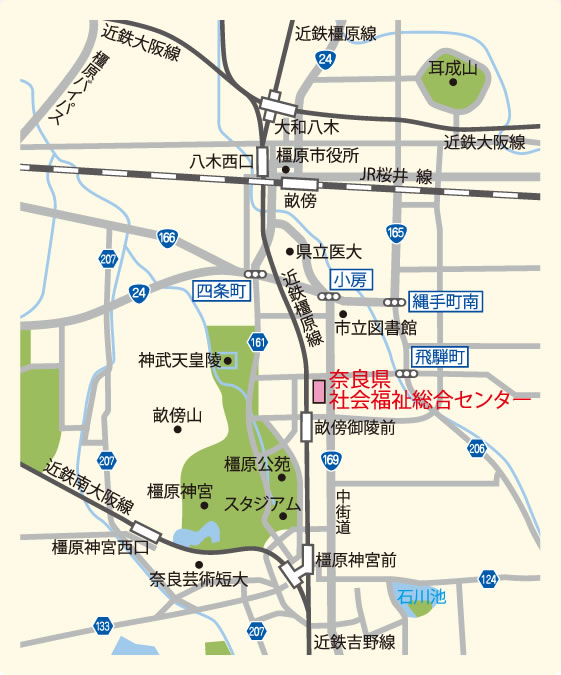 近鉄大阪線
近鉄橿原線
24
耳成山
橿原バイパス
大和八木
近鉄大阪線
八木西口
橿原市役所
JR桜井 線
畝傍
166
165
207
県立医大
近鉄橿原線
四条町
小房
24
縄手町南
市立図書館
161
飛騨町
神武天皇陵
奈良県
社会福祉総合センター
畝傍山
畝傍御陵前
206
207
169
橿原公苑
近鉄南大阪線
橿原神宮
スタジアム
中街道
橿原神宮西口
橿原神宮前
奈良芸術短大
124
石川池
133
207
近鉄吉野線